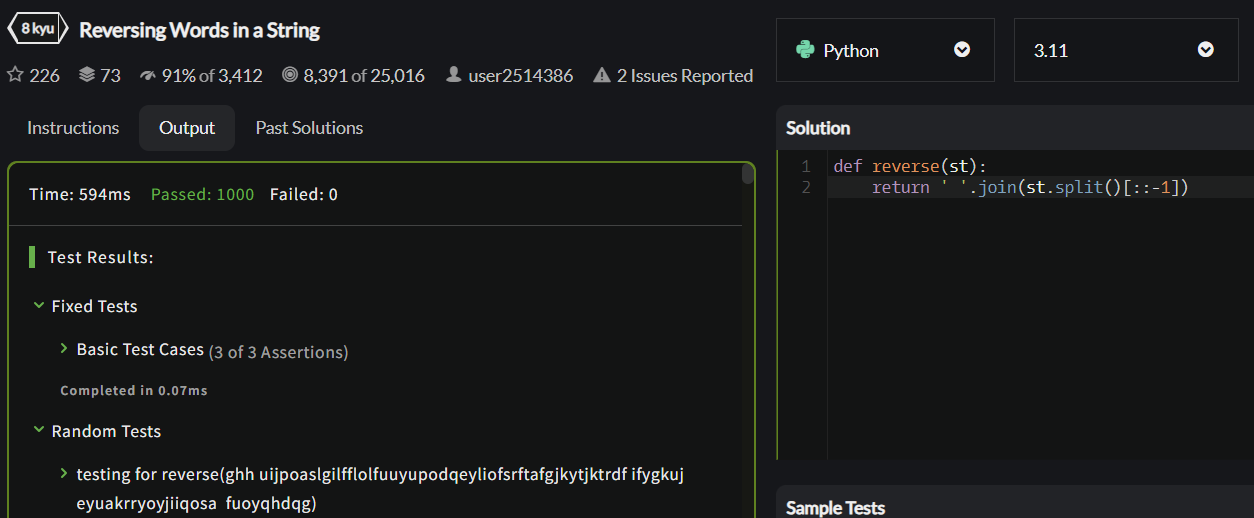 8 kyu Reversing Words in a String
226 73 91% of 3,412 8,391 of 25,016 user2514386 2 Issues Reported
Instructions Output Past Solutions
Time: 594ms Passed: 1000 Failed: 0
Test Results:
Fixed Tests
Basic Test Cases (3 of 3 Assertions)
Completed in 0.07ms
Random Tests
testing for reverse(ghh uijpoaslgilfflolfuuyupodqeyliofsrftafgjkytjktrdf ifygkuj
eyuakrryoyjiiqosa  fuoyqhdqg)
Python 3.11
Solution
1 def reverse(st):
2     return ' '.join(st.split()[::-1])
Sample Tests